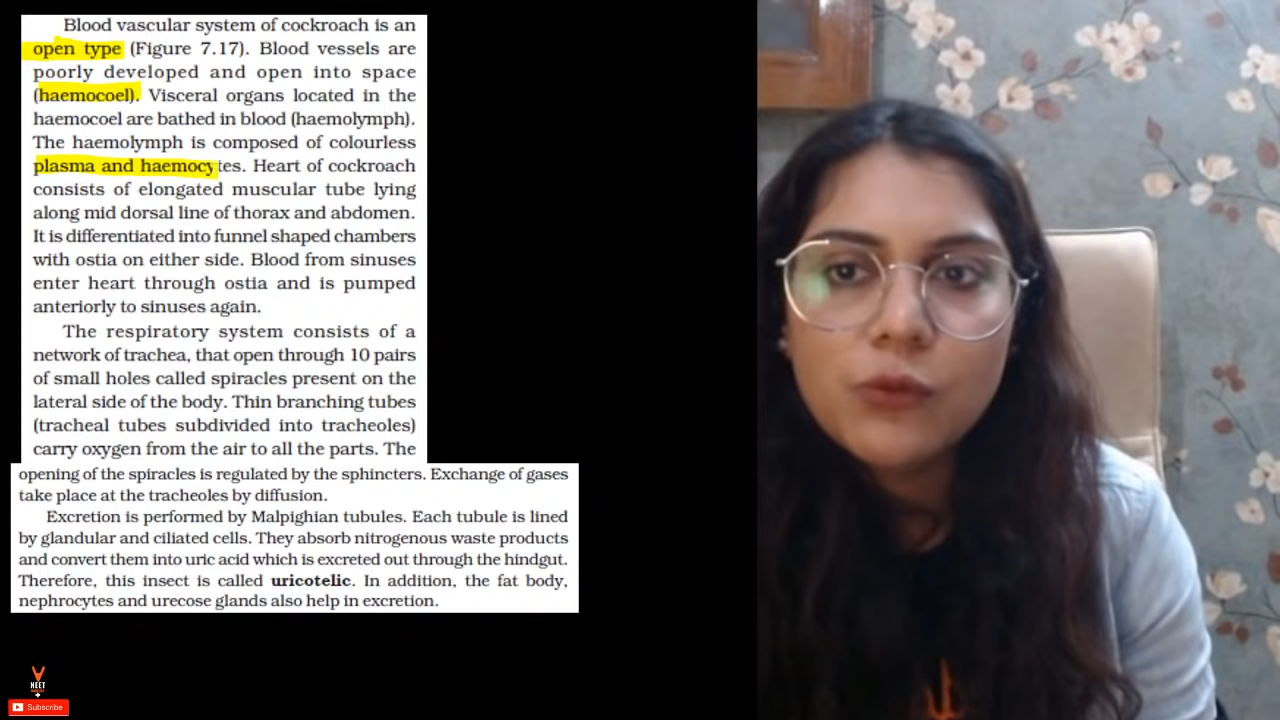 Blood vascular system of cockroach is an
open type (Figure 7.17). Blood vessels are
poorly developed and open into space
(haemocoel). Visceral organs located in the
haemocoel are bathed in blood (haemolymph).
The haemolymph is composed of colourless
plasma and haemocytes. Heart of cockroach
consists of elongated muscular tube lying
along mid dorsal line of thorax and abdomen.
It is differentiated into funnel shaped chambers
with ostia on either side. Blood from sinuses
enter heart through ostia and is pumped
anteriorly to sinuses again.
The respiratory system consists of a
network of trachea, that open through 10 pairs
of small holes called spiracles present on the
lateral side of the body. Thin branching tubes
(tracheal tubes subdivided into tracheoles)
carry oxygen from the air to all the parts. The
opening of the spiracles is regulated by the sphincters. Exchange of gases
take place at the tracheoles by diffusion.
Excretion is performed by Malpighian tubules. Each tubule is lined
by glandular and ciliated cells. They absorb nitrogenous waste products
and convert them into uric acid which is excreted out through the hindgut.
Therefore, this insect is called uricotelic. In addition, the fat body,
nephrocytes and urecose glands also help in excretion.
NEET
Subscribe